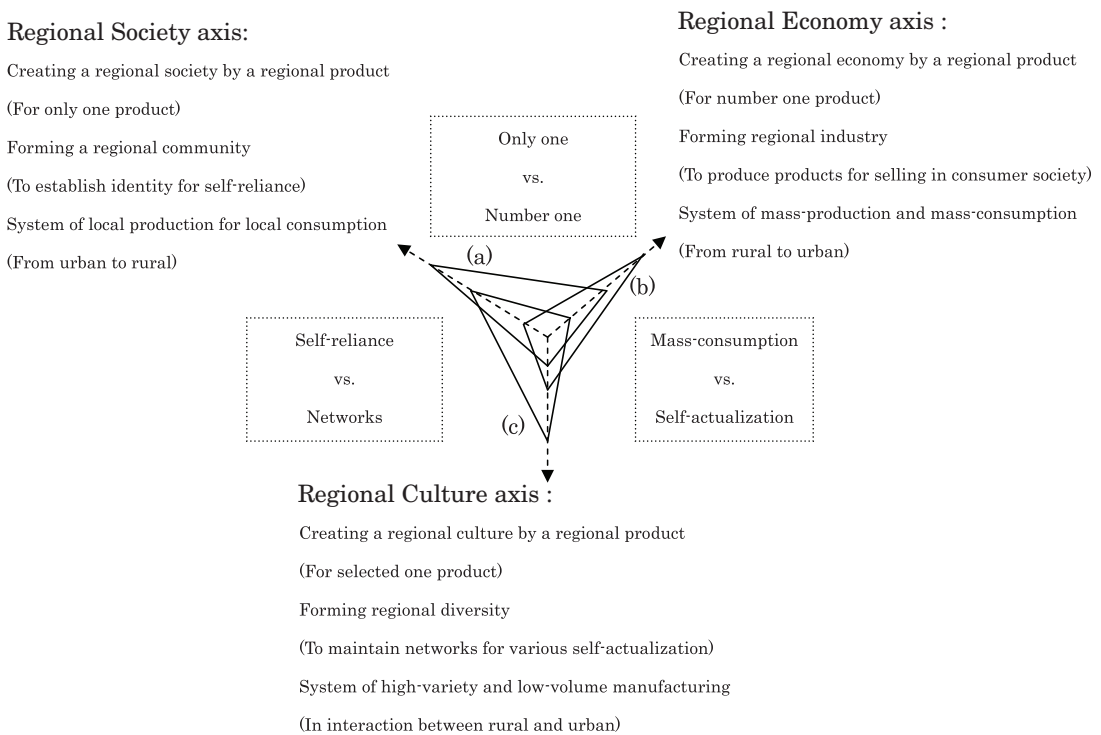 Regional Society axis:
Creating a regional society by a regional product
(For only one product)
Forming a regional community
(To establish identity for self-reliance)
System of local production for local consumption
(From urban to rural)
Regional Economy axis :
Creating a regional economy by a regional product
(For number one product)
Forming regional industry
(To produce products for selling in consumer society)
System of mass-production and mass-consumption
(From rural to urban)
Only one
vs.
Number one
(a)
(b)
Self-reliance
vs.
Networks
Mass-consumption
vs.
Self-actualization
(c)
Regional Culture axis :
Creating a regional culture by a regional product
(For selected one product)
Forming regional diversity
(To maintain networks for various self-actualization)
System of high-variety and low-volume manufacturing
(In interaction between rural and urban)